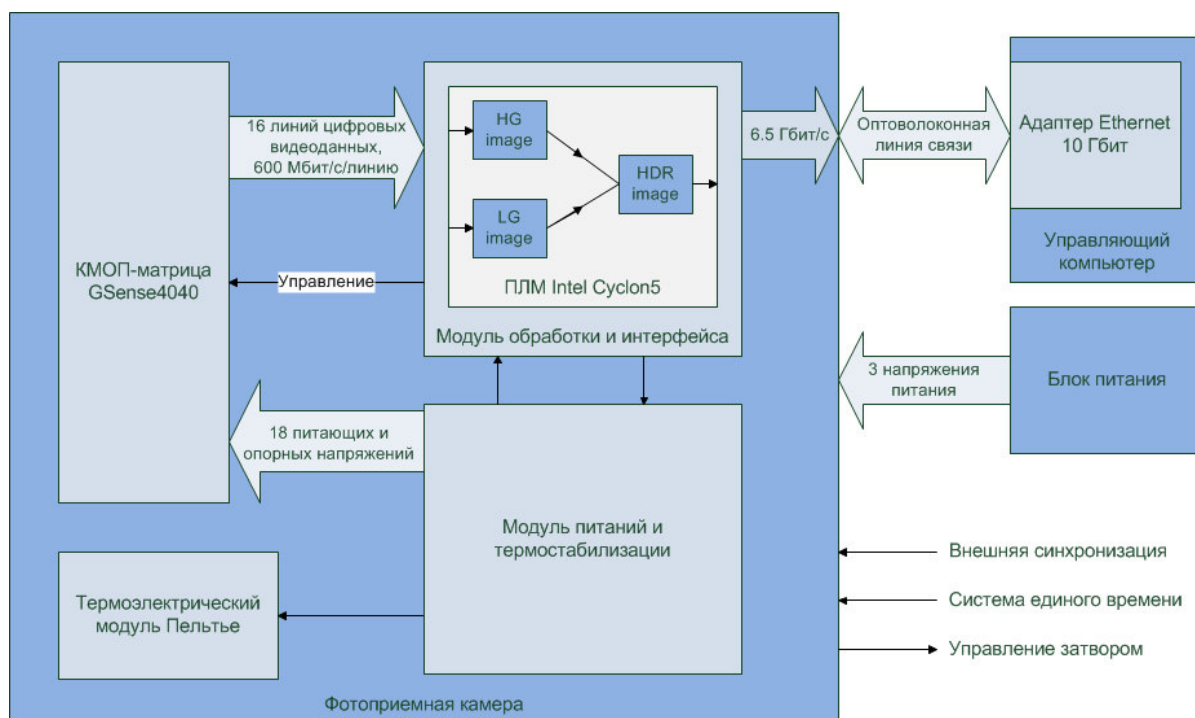 16 линий цифровых
видеоданных,
600 Мбит/с/линию
КМОП-матрица
GSense4040
Управление
HG
image
LG
image
HDR
image
ПЛМ Intel Cyclon5
Модуль обработки и интерфейса
6.5 Гбит/с
Оптоволоконная
линия связи
Адаптер Ethernet
10 Гбит
Управляющий
компьютер
3 напряжения
питания
Блок питания
18 питающих и
опорных напряжений
Модуль питаний и
термостабилизации
Термоэлектрический
модуль Пельтье
Внешняя синхронизация
Система единого времени
Управление затвором
Фотоприемная камера